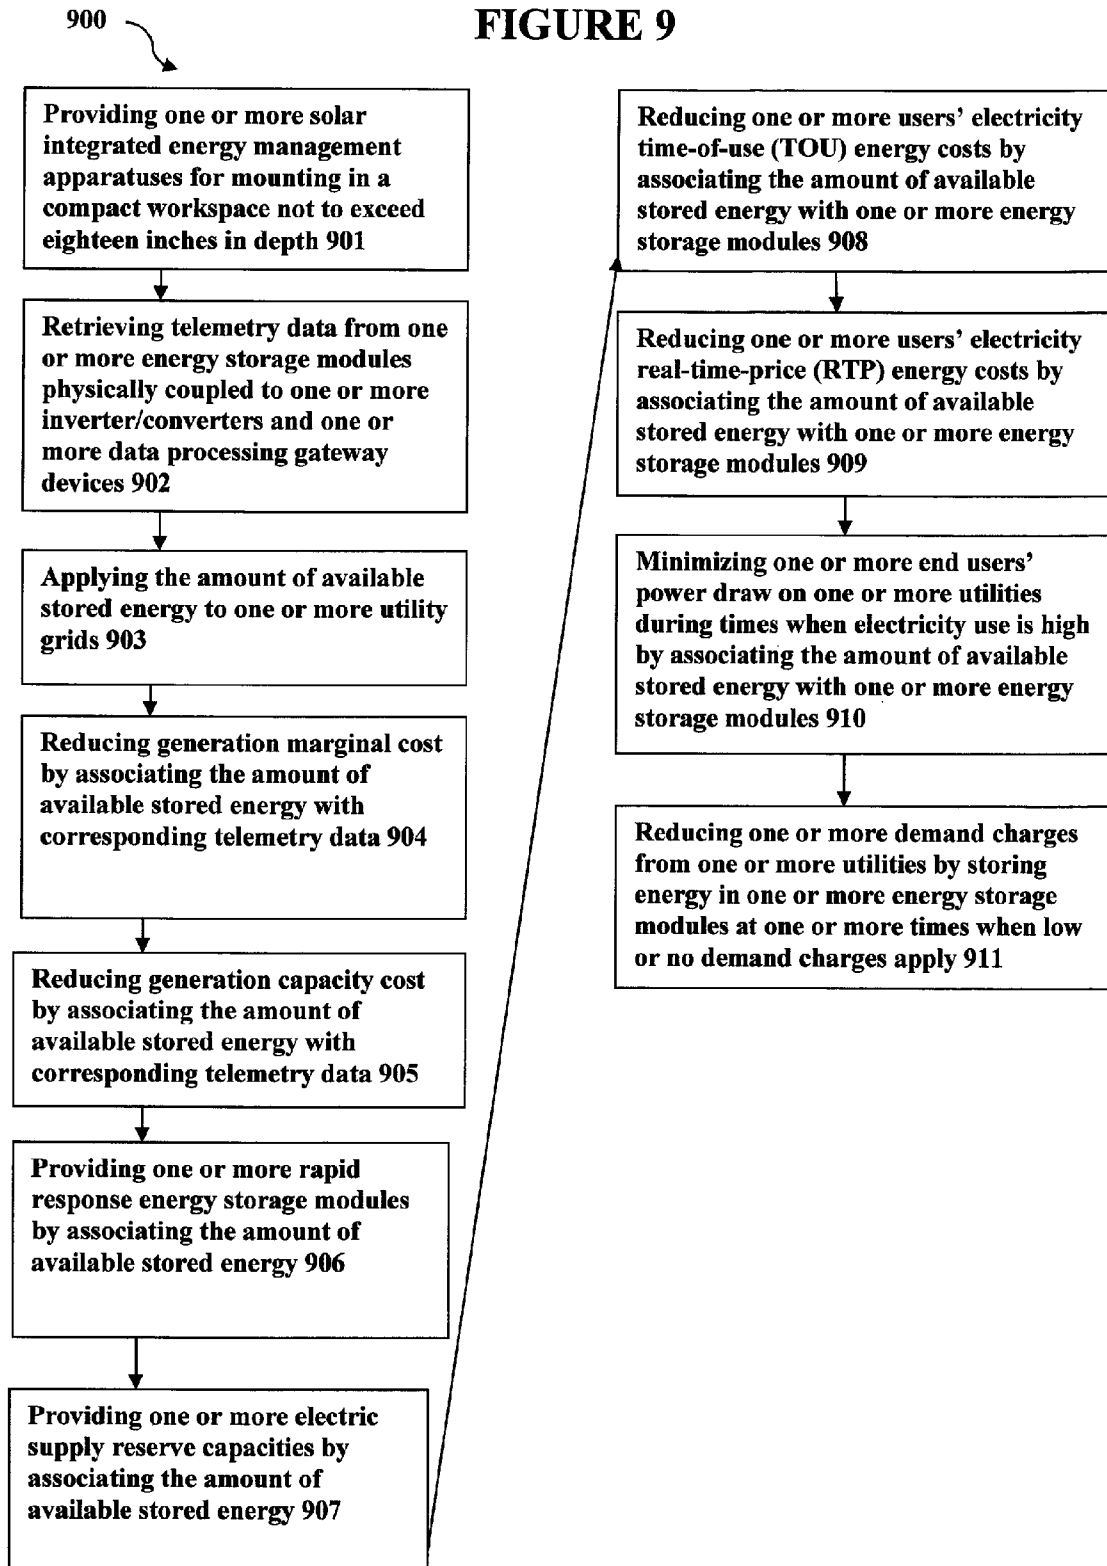 900
FIGURE 9
Providing one or more solar
integrated energy management
apparatuses for mounting in a
compact workspace not to exceed
eighteen inches in depth 901
Retrieving telemetry data from one
or more energy storage modules
physically coupled to one or more
inverter/converters and one or
more data processing gateway
devices 902
Applying the amount of available
stored energy to one or more utility
grids 903
Reducing generation marginal cost
by associating the amount of
available stored energy with
corresponding telemetry data 904
Reducing generation capacity cost
by associating the amount of
available stored energy with
corresponding telemetry data 905
Providing one or more rapid
response energy storage modules
by associating the amount of
available stored energy 906
Providing one or more electric
supply reserve capacities by
associating the amount of
available stored energy 907
Reducing one or more users' electricity
time-of-use (TOU) energy costs by
associating the amount of available
stored energy with one or more energy
storage modules 908
Reducing one or more users' electricity
real-time-price (RTP) energy costs by
associating the amount of available
stored energy with one or more energy
storage modules 909
Minimizing one or more end users'
power draw on one or more utilities
during times when electricity use is high
by associating the amount of available
stored energy with one or more energy
storage modules 910
Reducing one or more demand charges
from one or more utilities by storing
energy in one or more energy storage
modules at one or more times when low
or no demand charges apply 911